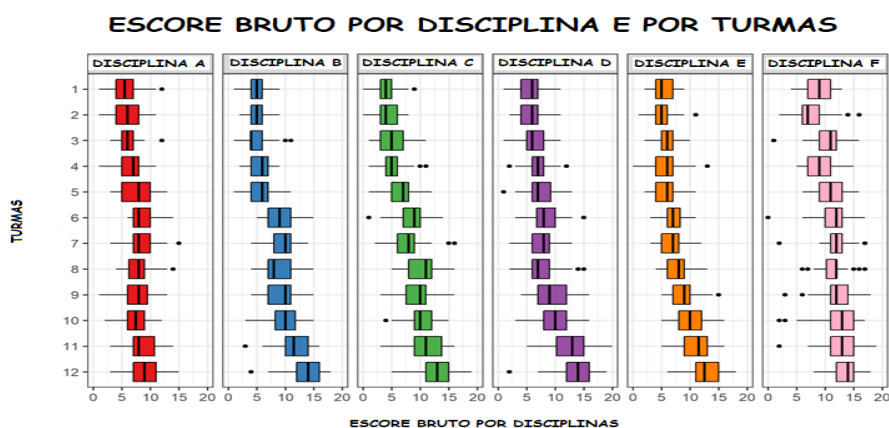 ESCORE BRUTO POR DISCIPLINA E POR TURMAS
DISCIPLINA A DISCIPLINA B DISCIPLINA C DISCIPLINA D DISCIPLINA E DISCIPLINA F
TURMAS
1
2
3
4
5
6
7
8
9
10
11
12
0 5 10 15 20 0 5 10 15 20 0 5 10 15 20 0 5 10 15 20 0 5 10 15 20 0 5 10 15 20
ESCORE BRUTO POR DISCIPLINAS